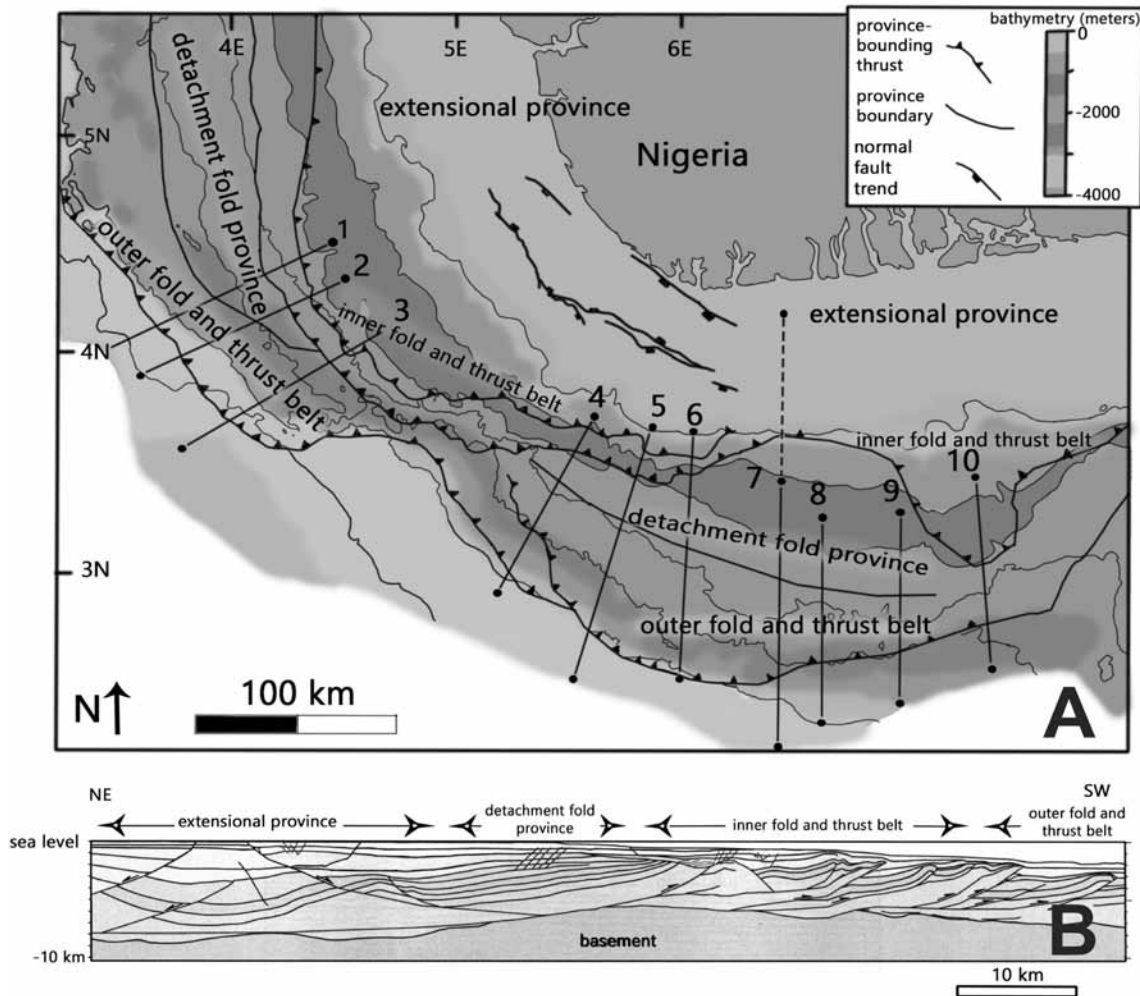 4E
5E
6E
5N
4N
3N
detachment fold province
extensional province
Nigeria
outer fold and thrust belt
1
2
3
inner fold and thrust belt
extensional province
4
5
6
7
8
9
10
inner fold and thrust belt
detachment fold province
outer fold and thrust belt
100 km
N
A
bathymetry (meters)
province-
bounding
thrust
province
boundary
normal
fault
trend
0
-2000
-4000
NE
SW
extensional province
detachment fold
province
inner fold and thrust belt
outer fold and
thrust belt
sea level
basement
-10 km
B
10 km